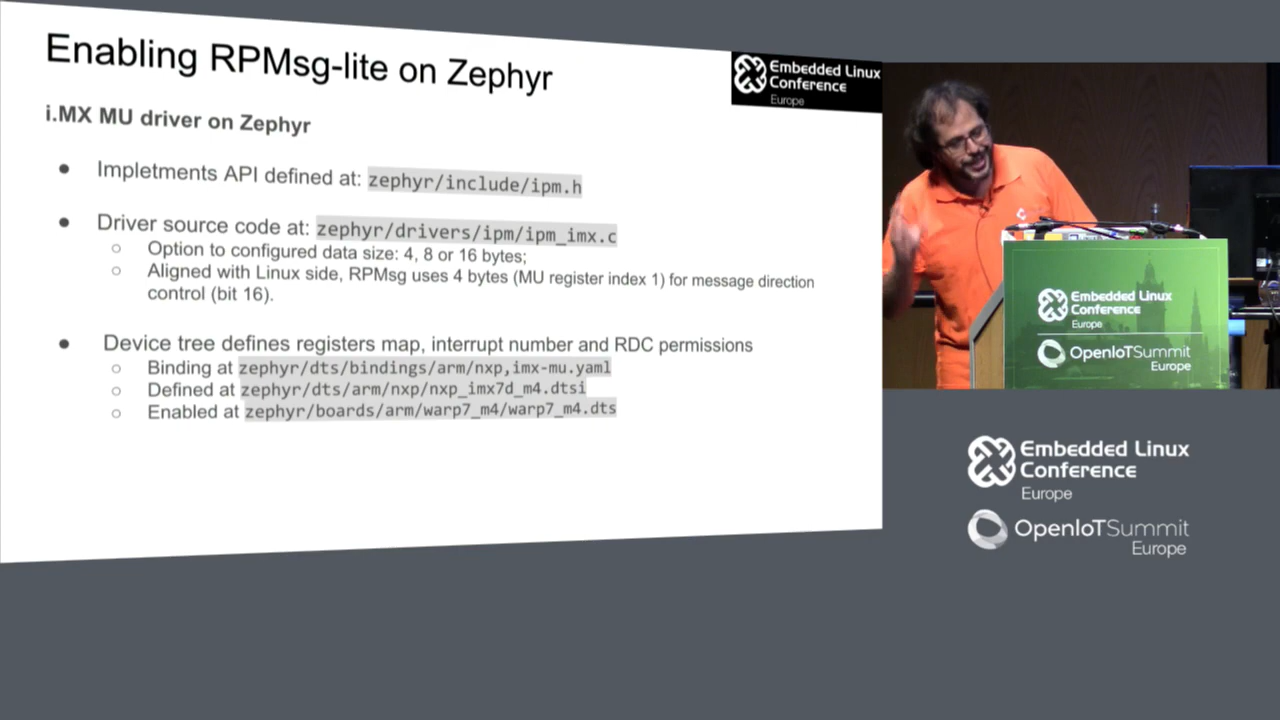 Enabling RPMsg-lite on Zephyr
Embedded Linux
Conference
Europe
i.MX MU driver on Zephyr
● Impletments API defined at: zephyr/include/ipm.h
● Driver source code at: zephyr/drivers/ipm/ipm_imx.c
○ Option to configured data size: 4, 8 or 16 bytes;
○ Aligned with Linux side, RPMsg uses 4 bytes (MU register index 1) for message direction
control (bit 16).
● Device tree defines registers map, interrupt number and RDC permissions
○ Binding at zephyr/dts/bindings/arm/nxp,imx-mu.yaml
○ Defined at zephyr/dts/arm/nxp/nxp_imx7d_m4.dtsi
○ Enabled at zephyr/boards/arm/warp7_m4/warp7_m4.dts
Embedded Linux
Conference
Europe
OpenIoTSummit
Europe
Embedded Linux
Conference
Europe
OpenIoTSummit
Europe